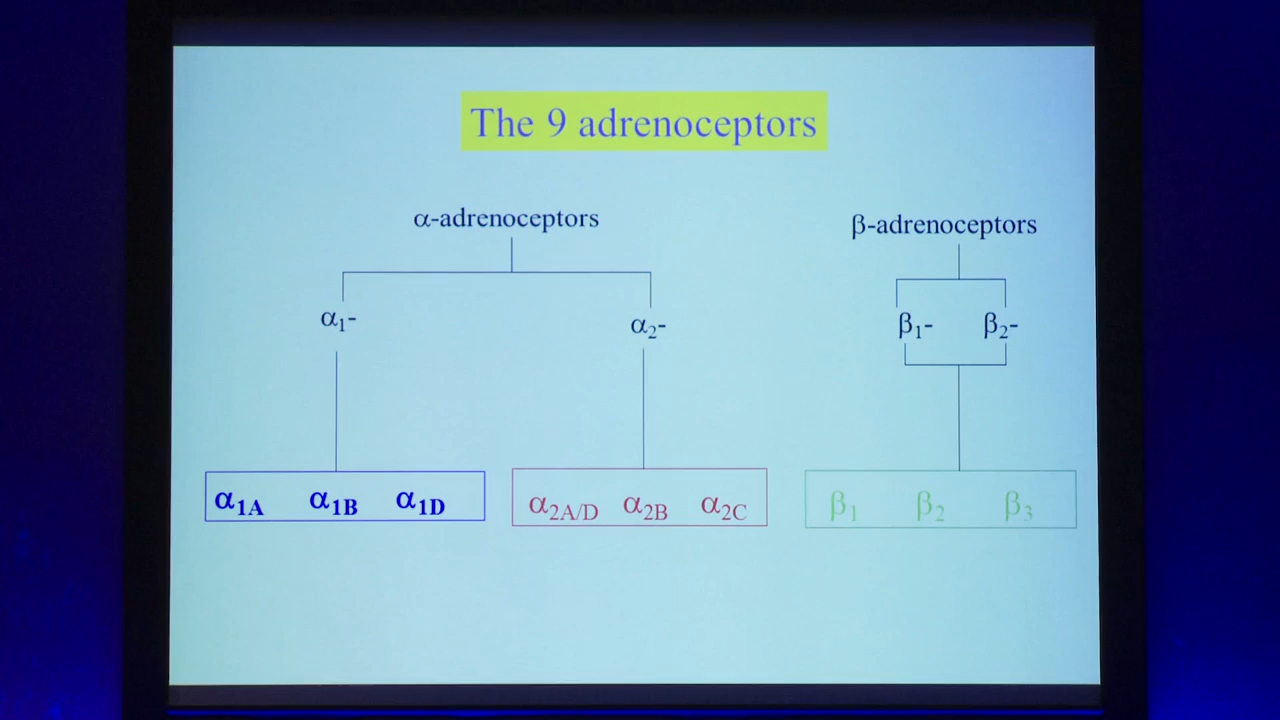 The 9 adrenoceptors
α-adrenoceptors
β-adrenoceptors
α₁-
α₂-
β₁- β₂-
α₁A α₁B α₁D
α₂A/D α₂B α₂C
β₁ β₂ β₃